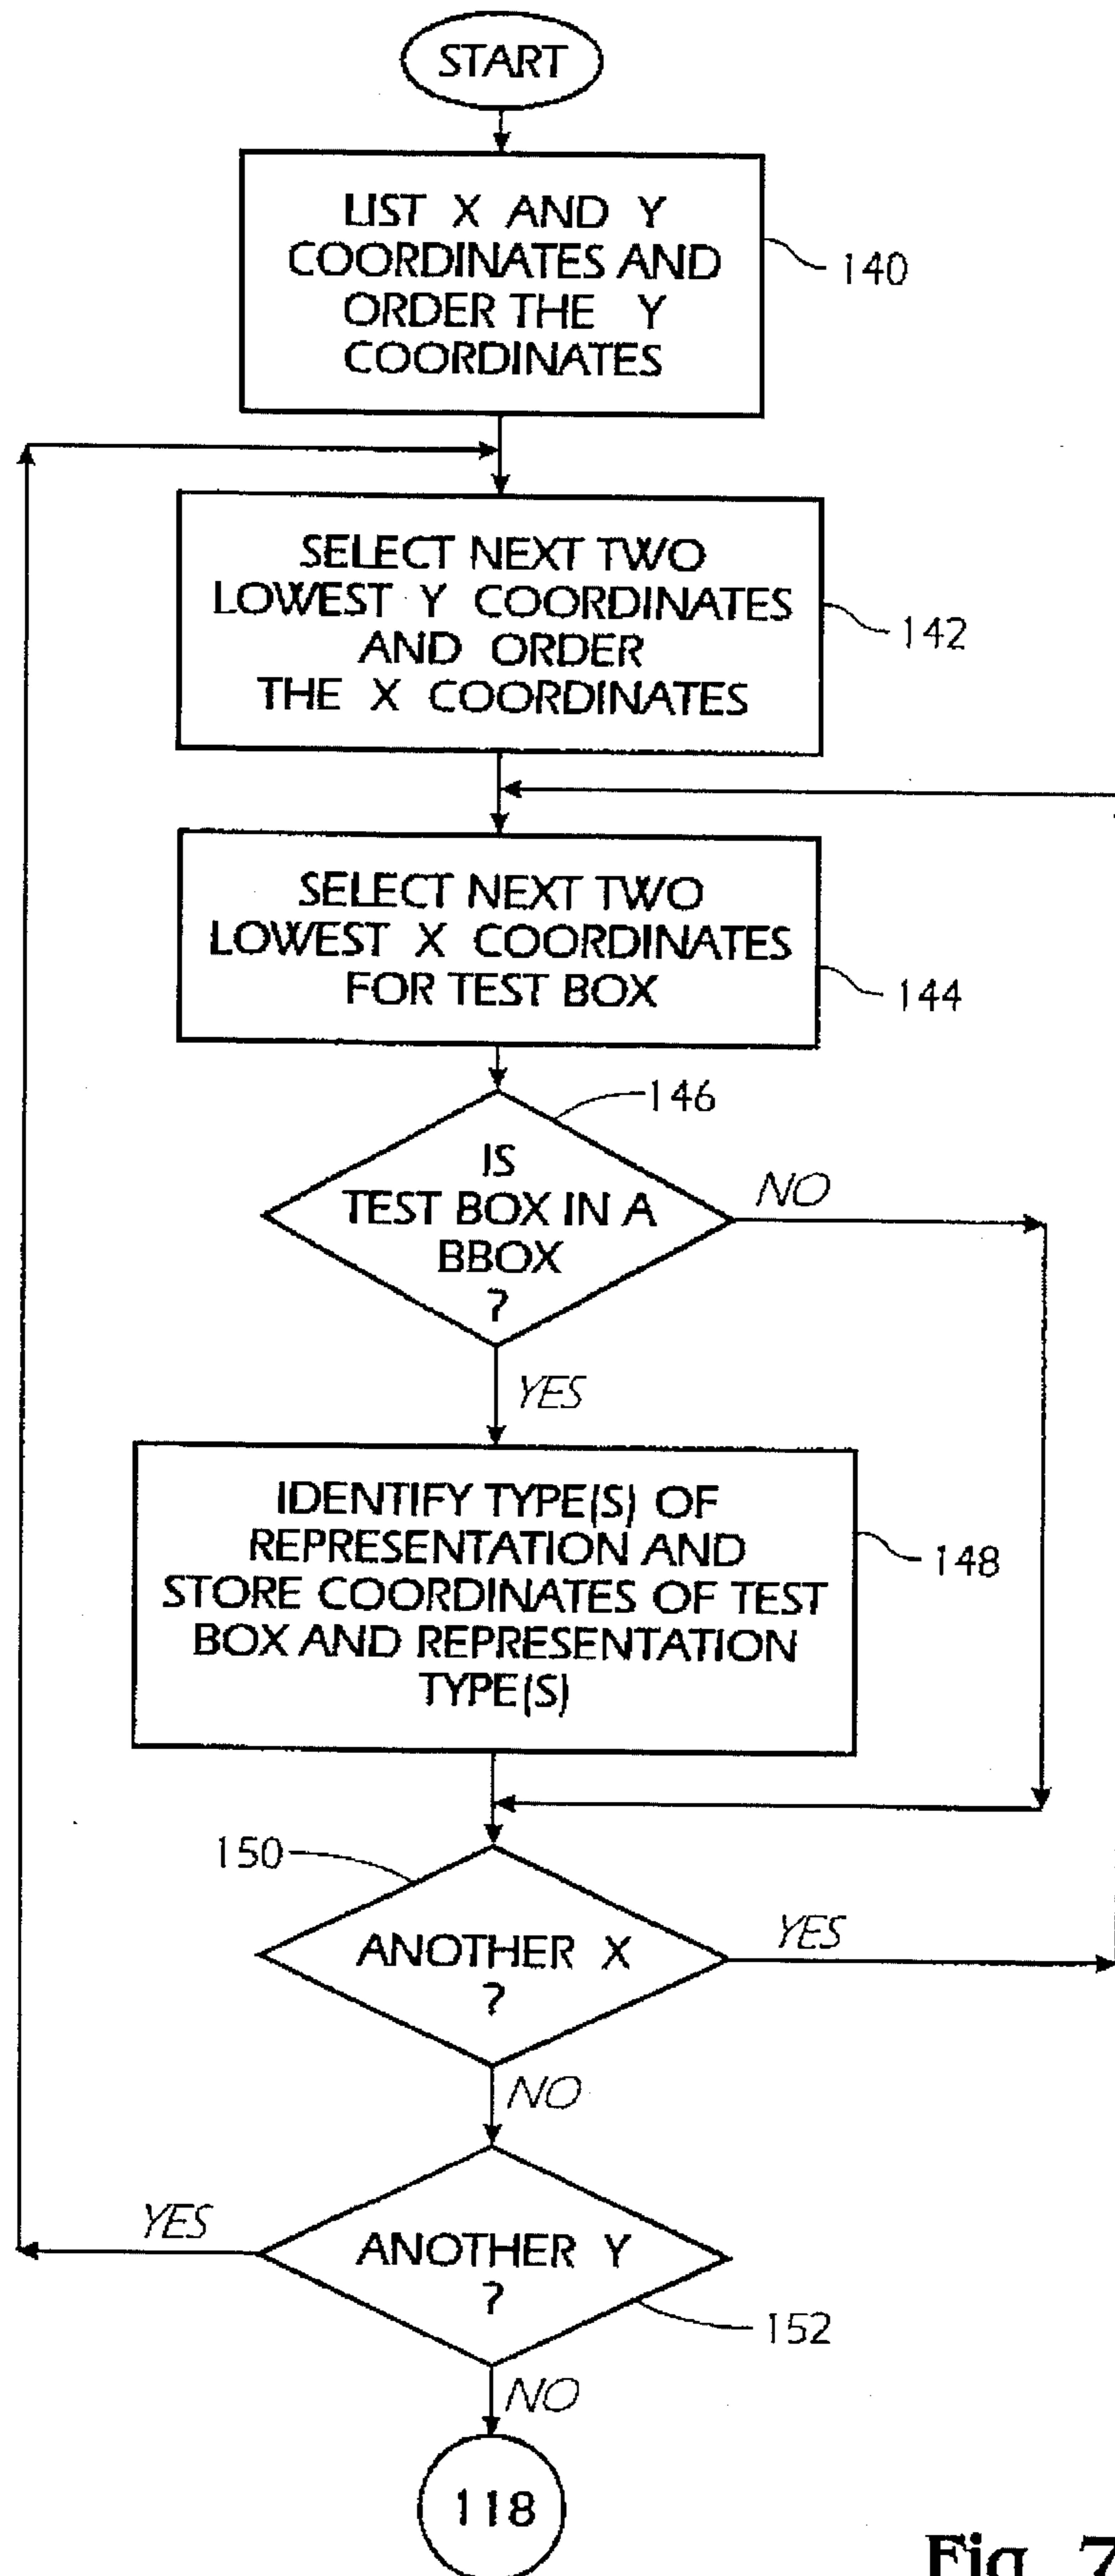 START
LIST X AND Y
COORDINATES AND
ORDER THE Y
COORDINATES
140
SELECT NEXT TWO
LOWEST Y COORDINATES
AND ORDER
THE X COORDINATES
142
SELECT NEXT TWO
LOWEST X COORDINATES
FOR TEST BOX
144
146
IS
TEST BOX IN A
BBOX
?
NO
YES
IDENTIFY TYPE(S) OF
REPRESENTATION AND
STORE COORDINATES OF TEST
BOX AND REPRESENTATION
TYPE(S)
148
150
ANOTHER X
?
YES
NO
ANOTHER Y
?
YES
152
NO
118
Fig. 7